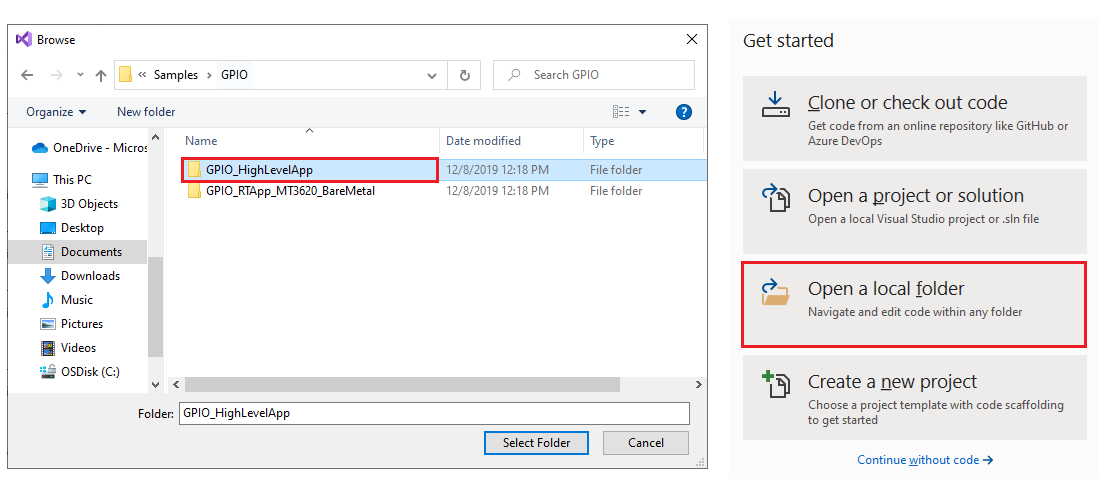 Browse
« Samples > GPIO
Search GPIO
Organize
New folder
?
Name
Date modified
Type
OneDrive - Micros
This PC
3D Objects
Desktop
Documents
Downloads
Music
Pictures
Videos
OSDisk (C:)
GPIO_HighLevelApp 12/8/2019 12:18 PM File folder
GPIO_RTApp_MT3620_BareMetal 12/8/2019 12:18 PM File folder
Folder: GPIO_HighLevelApp
Select Folder
Cancel
Get started
Clone or check out code
Get code from an online repository like GitHub or
Azure DevOps
Open a project or solution
Open a local Visual Studio project or .sln file
Open a local folder
Navigate and edit code within any folder
Create a new project
Choose a project template with code scaffolding
to get started
Continue without code →